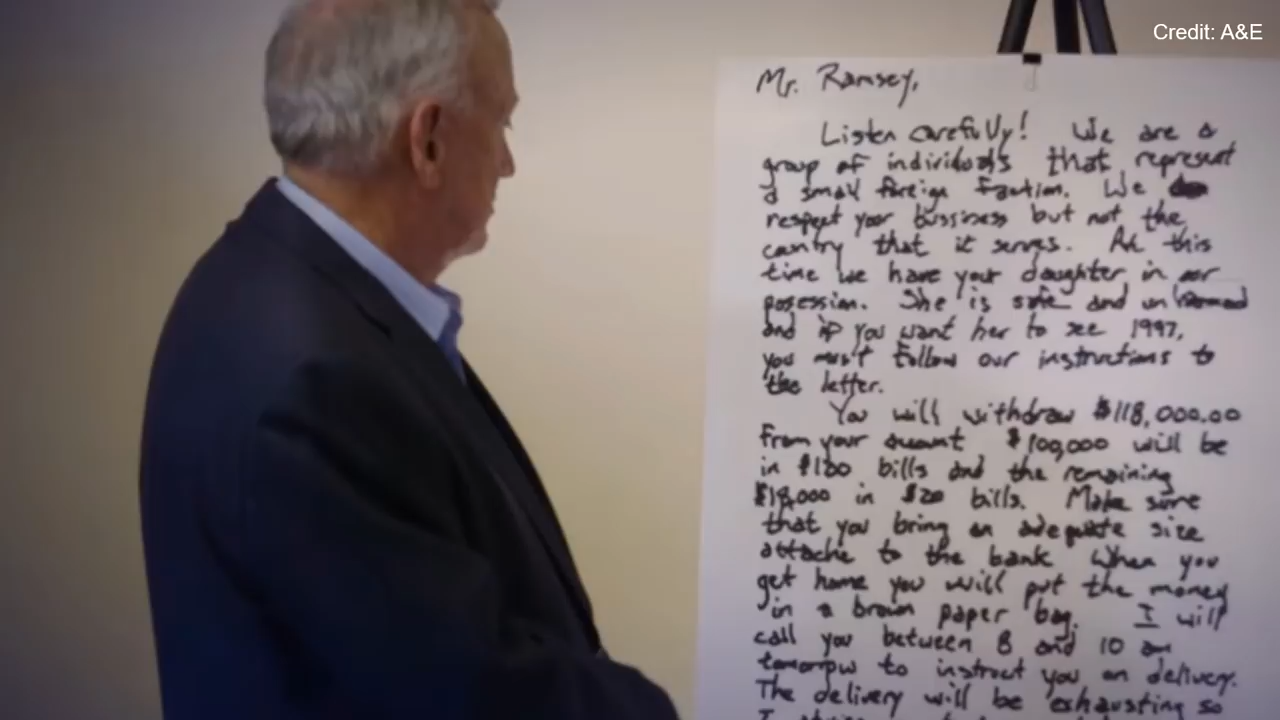 Credit: A&E
Mr. Ramsey,
Listen carefully! We are a
group of individuals that represent
a small foreign faction. We
respect your bussiness but not the
country that it serves. At this
time we have your daughter in our
posession. She is safe and unharmed
and if you want her to see 1997,
you must follow our instructions to
the letter.
You will withdraw $118,000.00
from your account $100,000 will be
in $100 bills and the remaining
$18,000 in $20 bills. Make sure
that you bring an adequate size
attache to the bank When you
get home you will put the money
in a brown paper bag. I will
call you between 8 and 10 am
tomorrow to instruct you on delivery.
The delivery will be exhausting so